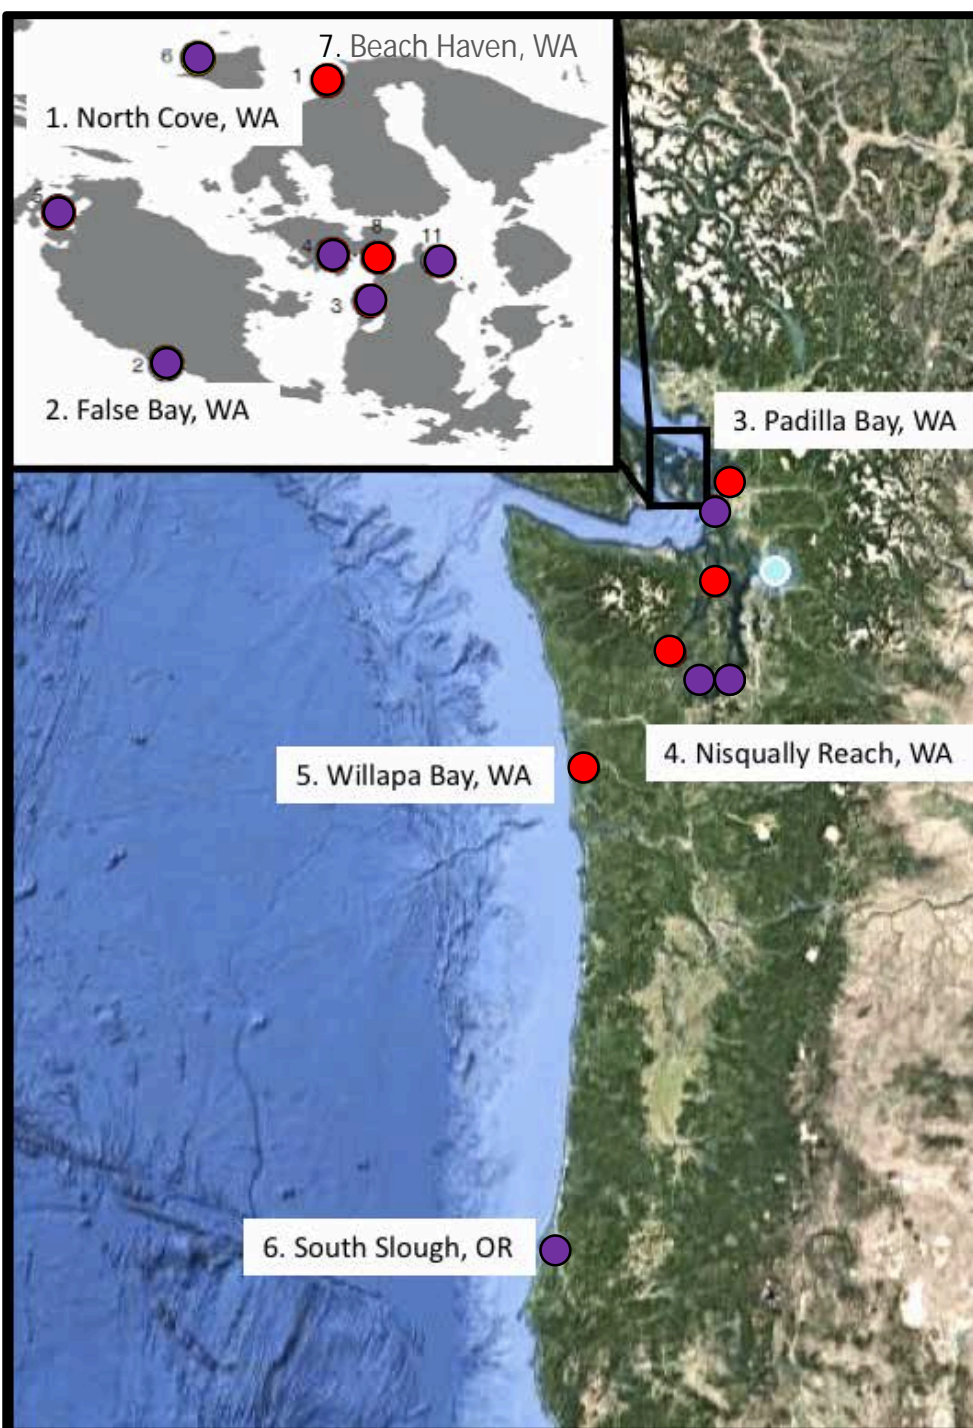 7. Beach Haven, WA
6
1
1. North Cove, WA
5
8
11
4
3
2
2. False Bay, WA
3. Padilla Bay, WA
4. Nisqually Reach, WA
5. Willapa Bay, WA
6. South Slough, OR